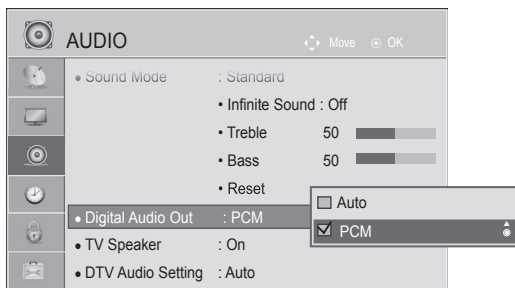 AUDIO Move OK
• Sound Mode : Standard
• Infinite Sound : Off
• Treble 50
• Bass 50
• Reset
Auto
• Digital Audio Out : PCM
PCM
• TV Speaker : On
• DTV Audio Setting : Auto